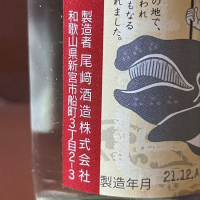 の地で、
われ
もなる
れました。
製造者 尾﨑酒造株式会社
和歌山県新宮市船町3丁目2-3
製造年月
21.12.